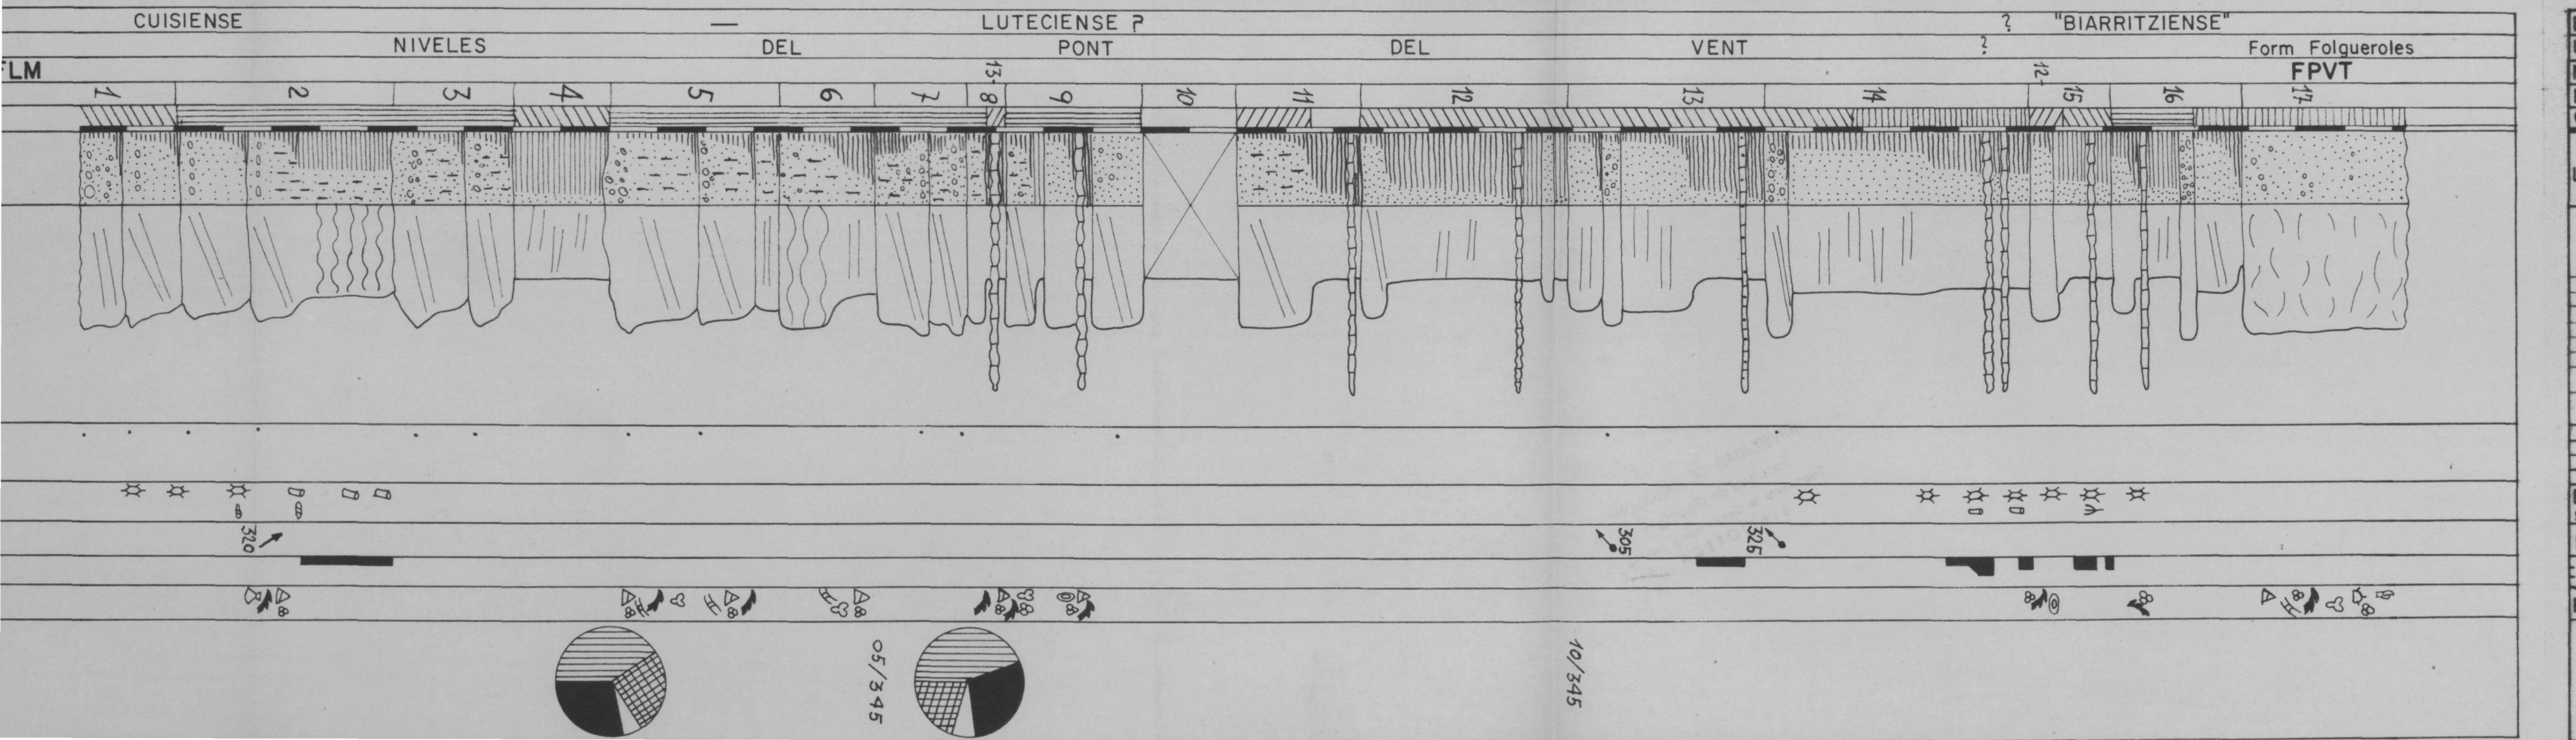 CUISIENSE — LUTECIENSE ? ? "BIARRITZIENSE"
NIVELES DEL PONT DEL VENT ? Form Folgueroles
FLM FPVT
13- 12-
1 2 3 4 5 6 7 8 9 10 11 12 13 14 15 16 17
320 305 326
05/345 10/345